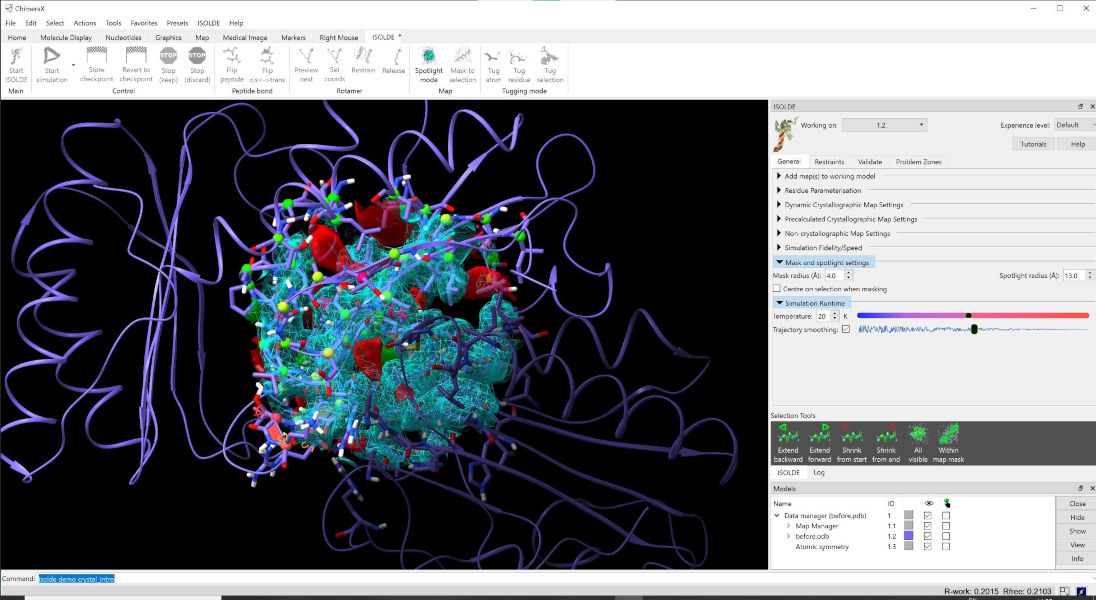 ChimeraX
File Edit Select Actions Tools Favorites Presets ISOLDE Help
Home Molecule Display Nucleotides Graphics Map Medical Image Markers Right Mouse ISOLDE
Start ISOLDE
Start simulation
Store checkpoint
Revert to checkpoint
STOP
Stop (keep)
STOP
Stop (discard)
Flip peptide
Flip cis<->trans
Preview next
Set coords
Restrain
Release
Spotlight mode
Mask to selection
Tug atom
Tug residue
Tug selection
Main Control Peptide bond Rotamer Map Tugging mode
ISOLDE
Working on: 1.2 Experience level: Default
Tutorials Help
General Restraints Validate Problem Zones
Add map(s) to working model
Residue Parameterisation
Dynamic Crystallographic Map Settings
Precalculated Crystallographic Map Settings
Non-crystallographic Map Settings
Simulation Fidelity/Speed
Mask and spotlight settings
Mask radius (Å): 4.0 Spotlight radius (Å): 13.0
Centre on selection when masking
Simulation Runtime
Temperature: 20 K
Trajectory smoothing:
Selection Tools
Extend backward
Extend forward
Shrink from start
Shrink from end
All visible
Within map mask
ISOLDE Log
Models
Name ID Close
Data manager (before.pdb) 1 Hide
Map Manager 1.1 Show
before.pdb 1.2 View
Atomic symmetry 1.3 Info
Command: isolde demo crystal_intro
R-work: 0.2015 Rfree: 0.2103